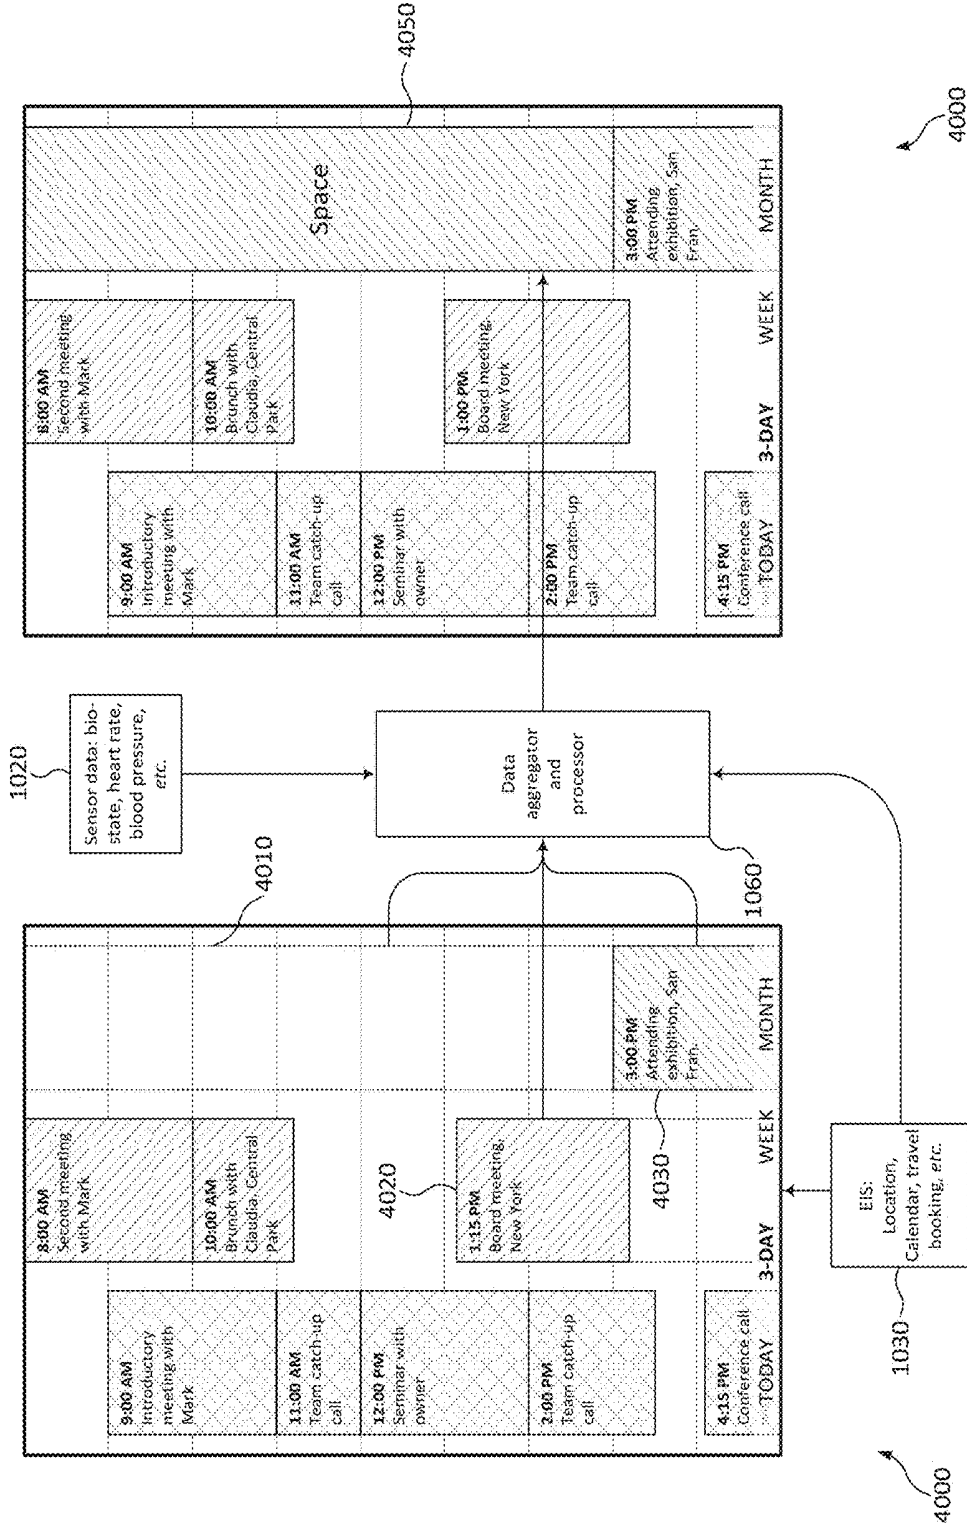 9:00 AM
Introductory
meeting with
Mark
11:00 AM
Team catch-up
call
12:00 PM
Seminar with
owner
2:00 PM
Team catch-up
call
4:15 PM
Conference call
8:00 AM
Second meeting
with Mark
10:00 AM
Brunch with
Claudia, Central
Park
4020
1:15 PM
Board meeting,
New York
4030
3:00 PM
Attending
exhibition, San
Fran.
TODAY
3-DAY
WEEK
MONTH
4010
4000
1030
EIS:
Location,
Calendar, travel
booking, etc.
1020
Sensor data: bio-
state, heart rate,
blood pressure,
etc.
Data
aggregator
and
processor
1060
9:00 AM
Introductory
meeting with
Mark
11:00 AM
Team catch-up
call
12:00 PM
Seminar with
owner
2:00 PM
Team catch-up
call
4:15 PM
Conference call
8:00 AM
Second meeting
with Mark
10:00 AM
Brunch with
Claudia, Central
Park
1:00 PM
Board meeting,
New York
Space
3:00 PM
Attending
exhibition, San
Fran.
TODAY
3-DAY
WEEK
MONTH
4050
4000